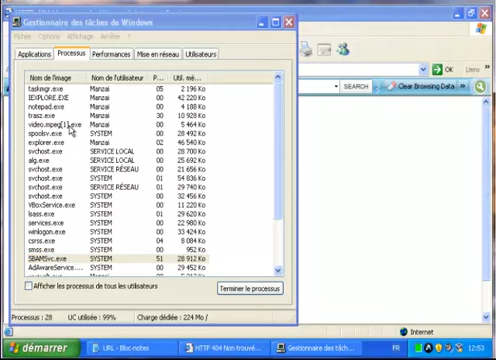 Gestionnaire des tâches de Windows
Fichier Options Affichage Arrêter ?
Applications Processus Performances Mise en réseau Utilisateurs
Nom de l'image Nom de l'utilisateur P... Util. mé...
taskmgr.exe Manzai 05 2 196 Ko
IEXPLORE.EXE Manzai 00 42 220 Ko
notepad.exe Manzai 00 4 188 Ko
trasz.exe Manzai 30 10 928 Ko
video.mpeg[1].exe Manzai 00 5 464 Ko
spoolsv.exe SYSTEM 00 28 492 Ko
explorer.exe Manzai 02 46 540 Ko
svchost.exe SERVICE LOCAL 00 28 700 Ko
alg.exe SERVICE LOCAL 00 25 692 Ko
svchost.exe SERVICE RÉSEAU 00 21 656 Ko
svchost.exe SYSTEM 01 54 836 Ko
svchost.exe SERVICE RÉSEAU 01 29 740 Ko
svchost.exe SYSTEM 00 32 456 Ko
VBoxService.exe SYSTEM 00 11 220 Ko
lsass.exe SYSTEM 01 29 620 Ko
services.exe SYSTEM 00 22 980 Ko
winlogon.exe SYSTEM 00 33 424 Ko
csrss.exe SYSTEM 04 8 084 Ko
smss.exe SYSTEM 00 952 Ko
SBAMSvc.exe SYSTEM 51 28 912 Ko
AdAwareService.... SYSTEM 00 29 452 Ko
Afficher les processus de tous les utilisateurs
Terminer le processus
Processus : 28 UC utilisée : 99% Charge dédiée : 224 Mo /
OK Liens »
SEARCH Clear Browsing Data
Internet
démarrer URL - Bloc-notes HTTP 404 Non trouvé... Gestionnaire des tâch... FR 12:53